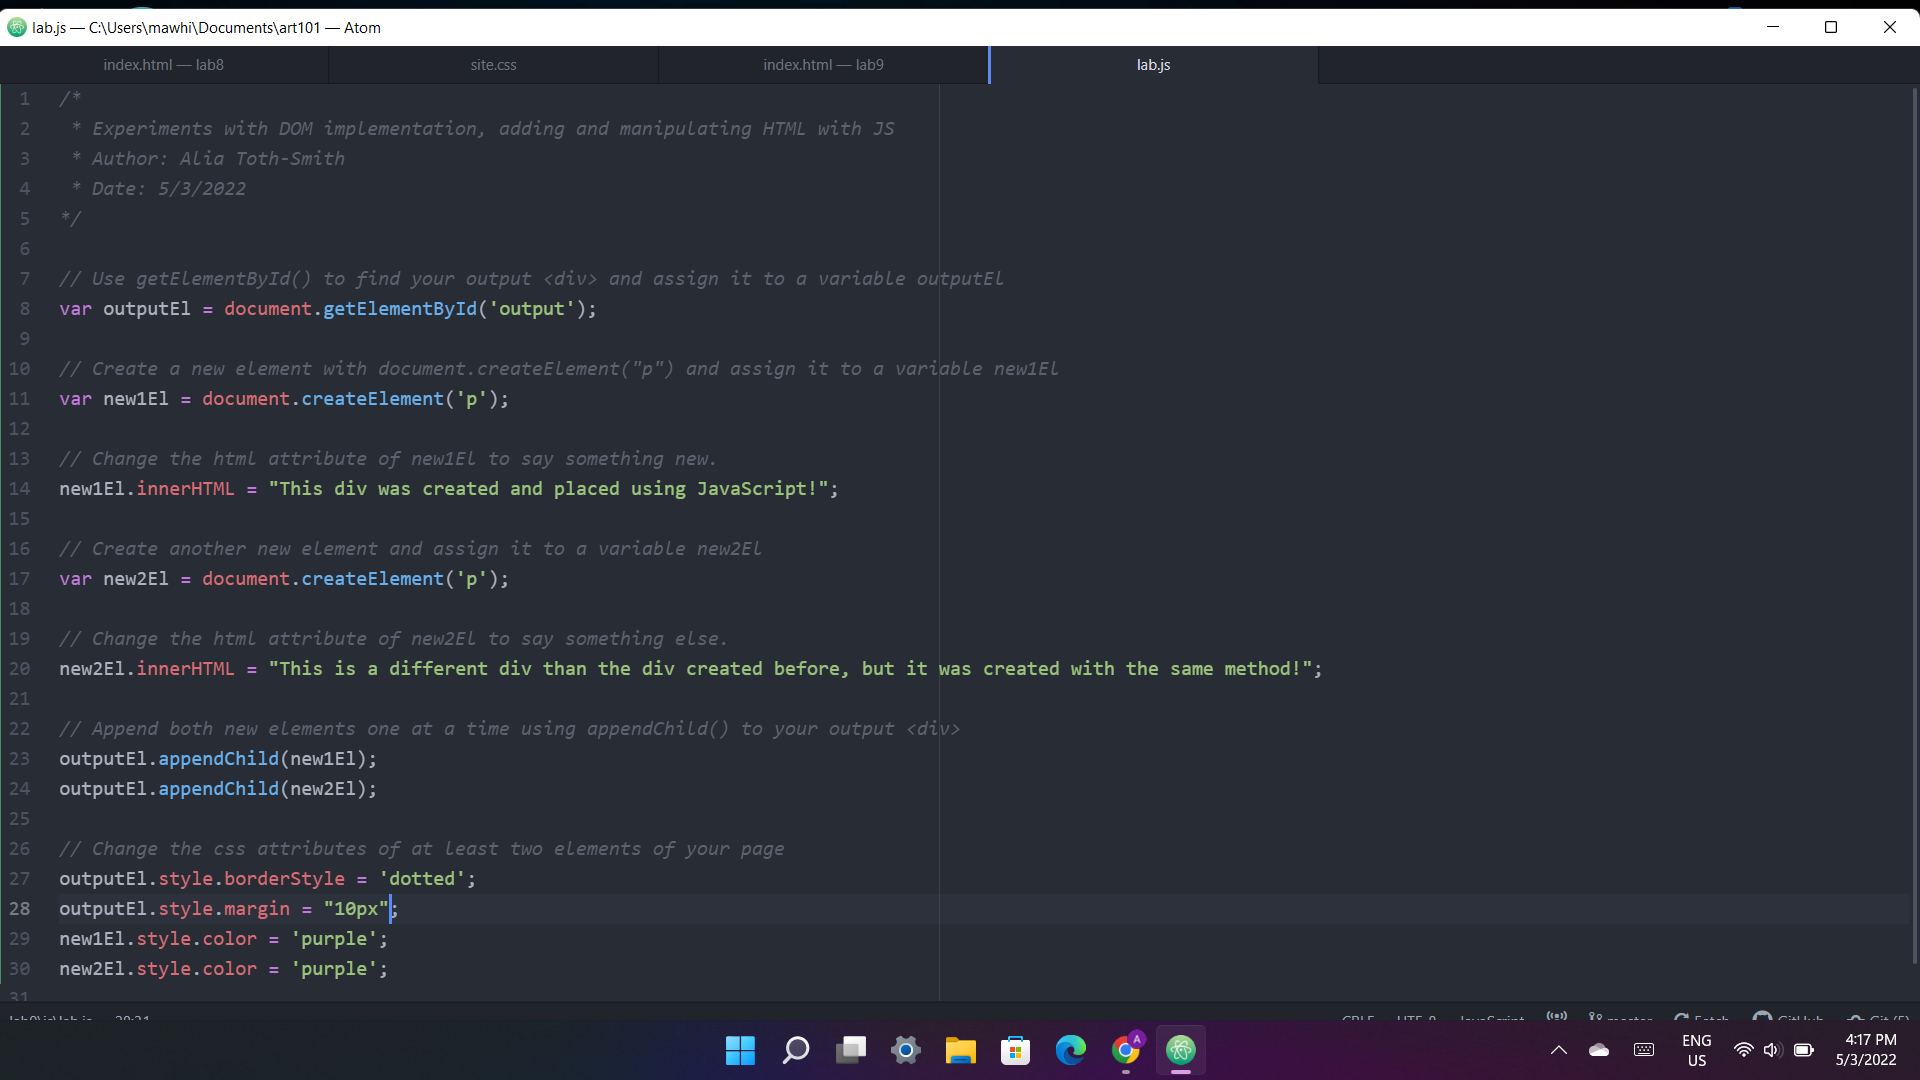 lab.js — C:\Users\mawhi\Documents\art101 — Atom
index.html — lab8 site.css index.html — lab9 lab.js
1 /*
2 * Experiments with DOM implementation, adding and manipulating HTML with JS
3 * Author: Alia Toth-Smith
4 * Date: 5/3/2022
5 */
6
7 // Use getElementById() to find your output <div> and assign it to a variable outputEl
8 var outputEl = document.getElementById('output');
9
10 // Create a new element with document.createElement("p") and assign it to a variable new1El
11 var new1El = document.createElement('p');
12
13 // Change the html attribute of new1El to say something new.
14 new1El.innerHTML = "This div was created and placed using JavaScript!";
15
16 // Create another new element and assign it to a variable new2El
17 var new2El = document.createElement('p');
18
19 // Change the html attribute of new2El to say something else.
20 new2El.innerHTML = "This is a different div than the div created before, but it was created with the same method!";
21
22 // Append both new elements one at a time using appendChild() to your output <div>
23 outputEl.appendChild(new1El);
24 outputEl.appendChild(new2El);
25
26 // Change the css attributes of at least two elements of your page
27 outputEl.style.borderStyle = 'dotted';
28 outputEl.style.margin = "10px";
29 new1El.style.color = 'purple';
30 new2El.style.color = 'purple';
31
lab9\js\lab.js 28:31 CRLF UTF-8 JavaScript master Fetch GitHub Git (5)
A ENG 4:17 PM
US 5/3/2022